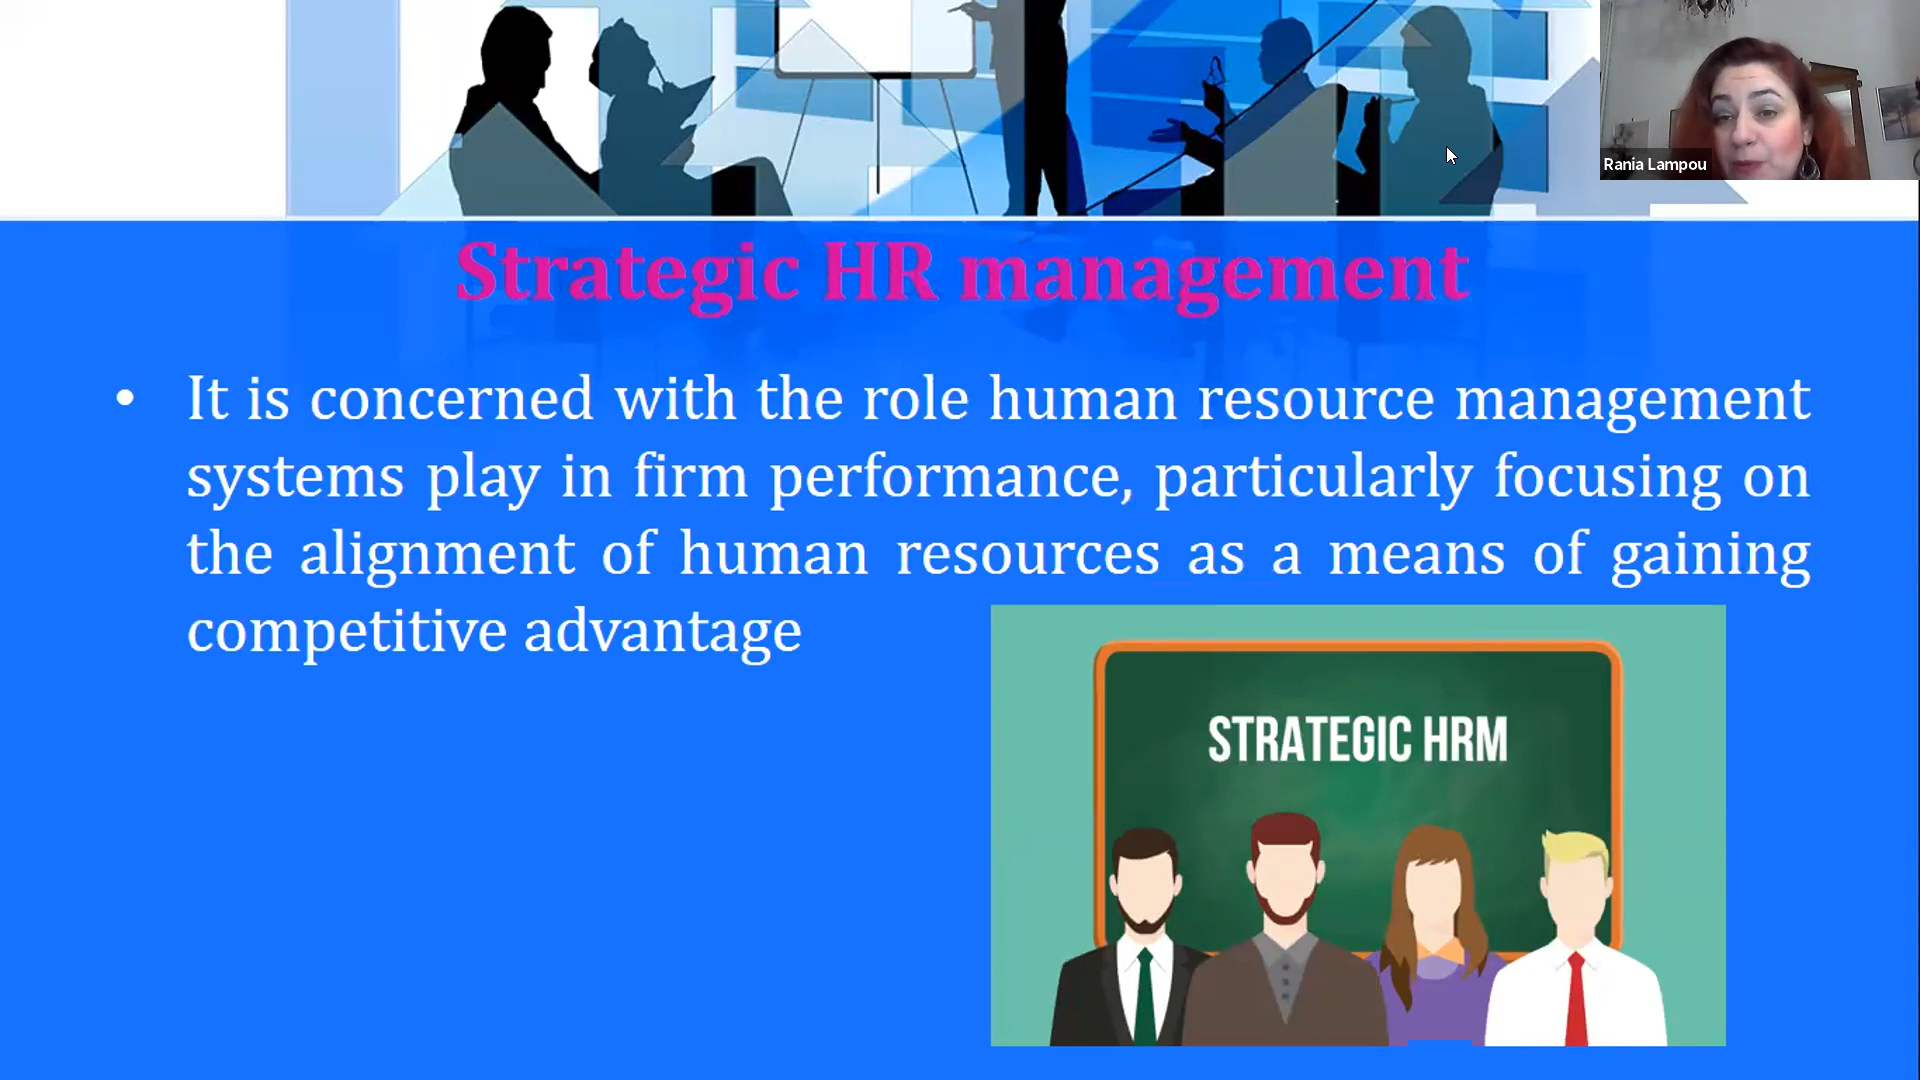 Rania Lampou
Strategic HR management
• It is concerned with the role human resource management
systems play in firm performance, particularly focusing on
the alignment of human resources as a means of gaining
competitive advantage
STRATEGIC HRM